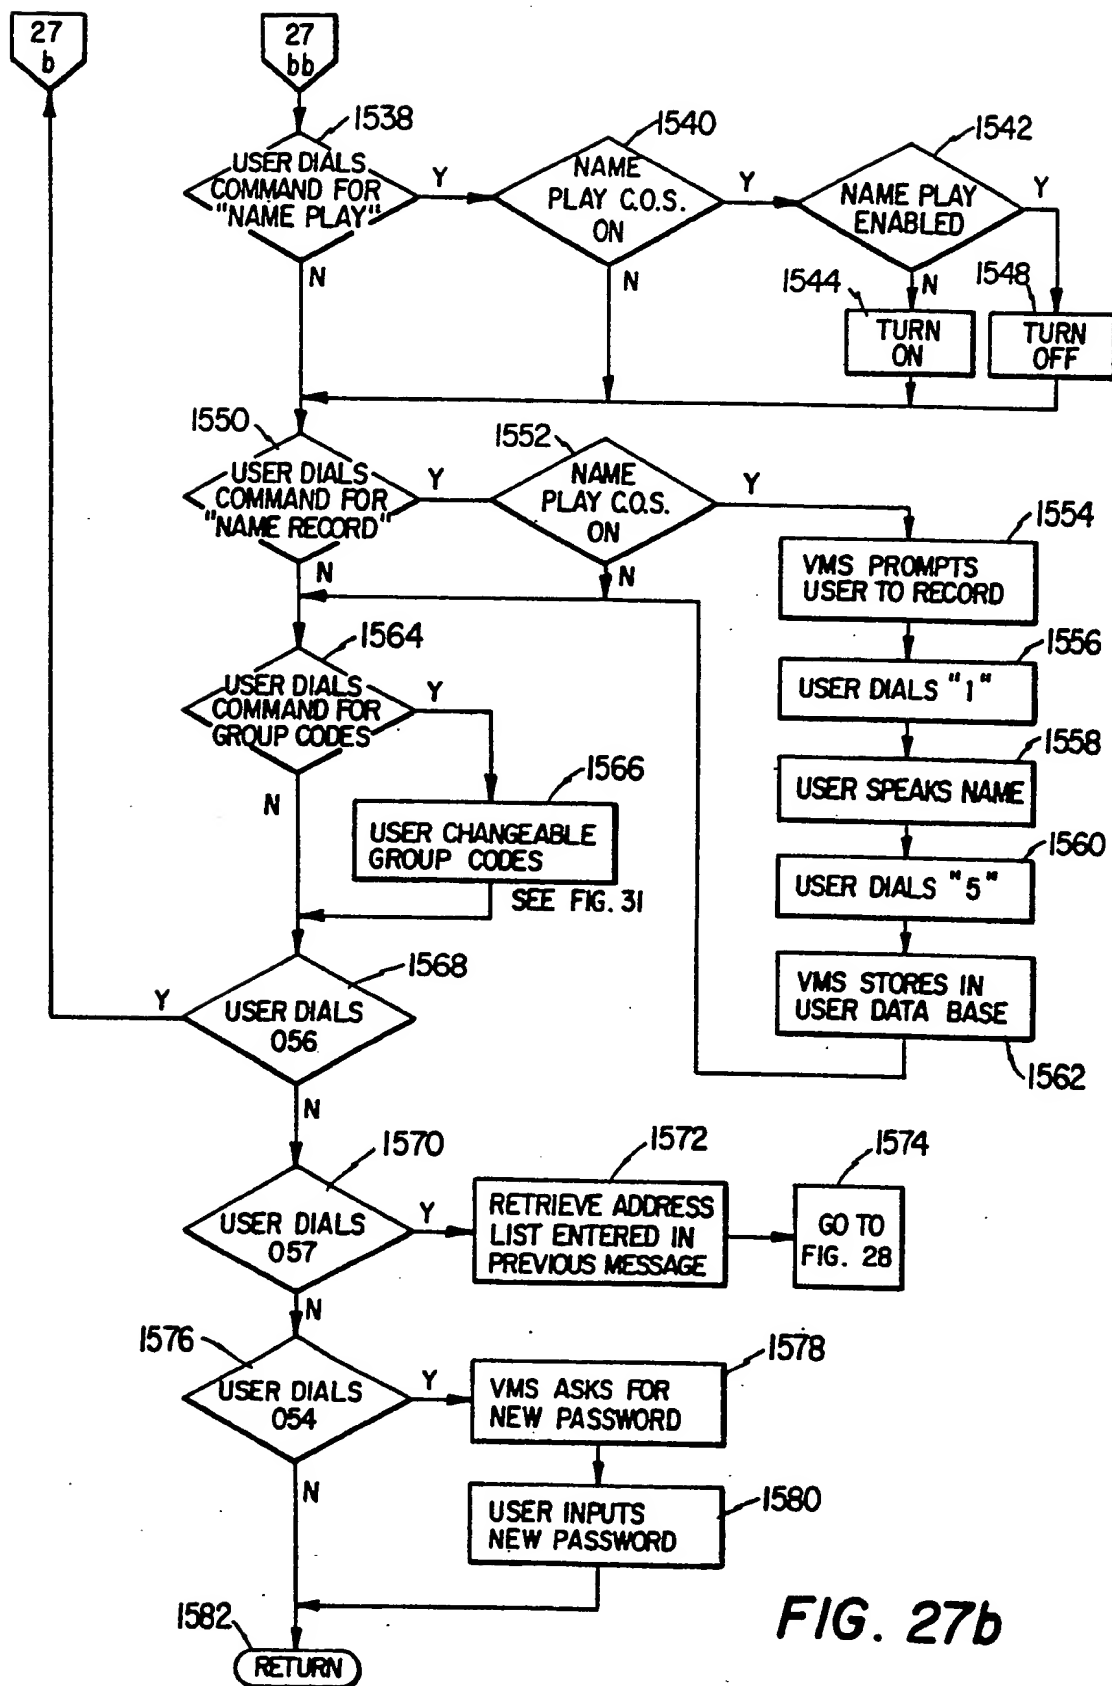 27
b
27
bb
1538
USER DIALS
COMMAND FOR
"NAME PLAY"
Y
N
1540
NAME
PLAY C.O.S.
ON
Y
N
1542
NAME PLAY
ENABLED
Y
N
1544
TURN
ON
1548
TURN
OFF
1550
USER DIALS
COMMAND FOR
"NAME RECORD"
Y
N
1552
NAME
PLAY C.O.S.
ON
Y
N
1554
VMS PROMPTS
USER TO RECORD
1556
USER DIALS "1"
1558
USER SPEAKS NAME
1560
USER DIALS "5"
VMS STORES IN
USER DATA BASE
1562
1564
USER DIALS
COMMAND FOR
GROUP CODES
Y
N
1566
USER CHANGEABLE
GROUP CODES
SEE FIG. 31
1568
USER DIALS
056
Y
N
1570
USER DIALS
057
Y
N
1572
RETRIEVE ADDRESS
LIST ENTERED IN
PREVIOUS MESSAGE
1574
GO TO
FIG. 28
1576
USER DIALS
054
Y
N
1578
VMS ASKS FOR
NEW PASSWORD
1580
USER INPUTS
NEW PASSWORD
1582
RETURN
FIG. 27b